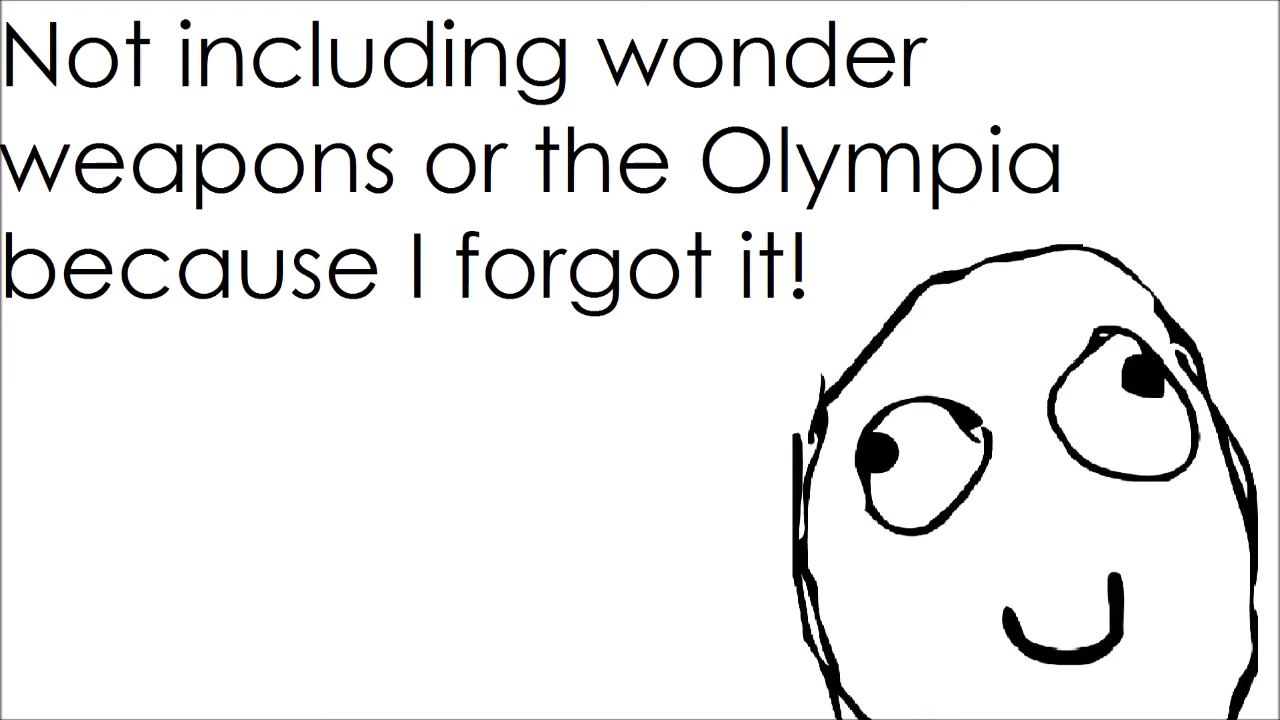 Not including wonder
weapons or the Olympia
because I forgot it!